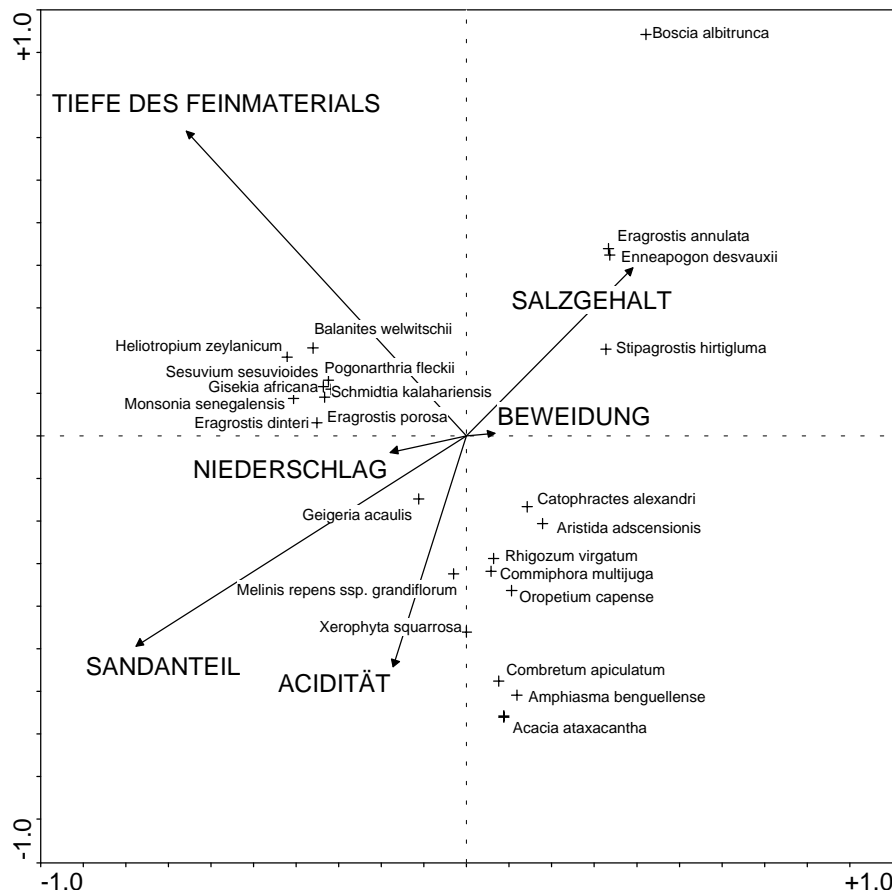 +1.0
Boscia albitrunca
TIEFE DES FEINMATERIALS
Eragrostis annulata
Enneapogon desvauxii
SALZGEHALT
Balanites welwitschii
Heliotropium zeylanicum
Stipagrostis hirtigluma
Sesuvium sesuvioides
Pogonarthria fleckii
Gisekia africana
Schmidtia kalahariensis
Monsonia senegalensis
Eragrostis dinteri
Eragrostis porosa
BEWEIDUNG
NIEDERSCHLAG
Geigeria acaulis
Catophractes alexandri
Aristida adscensionis
Rhigozum virgatum
Commiphora multijuga
Melinis repens ssp. grandiflorum
Oropetium capense
Xerophyta squarrosa
SANDANTEIL
ACIDITÄT
Combretum apiculatum
Amphiasma benguellense
Acacia ataxacantha
-1.0
-1.0
+1.0